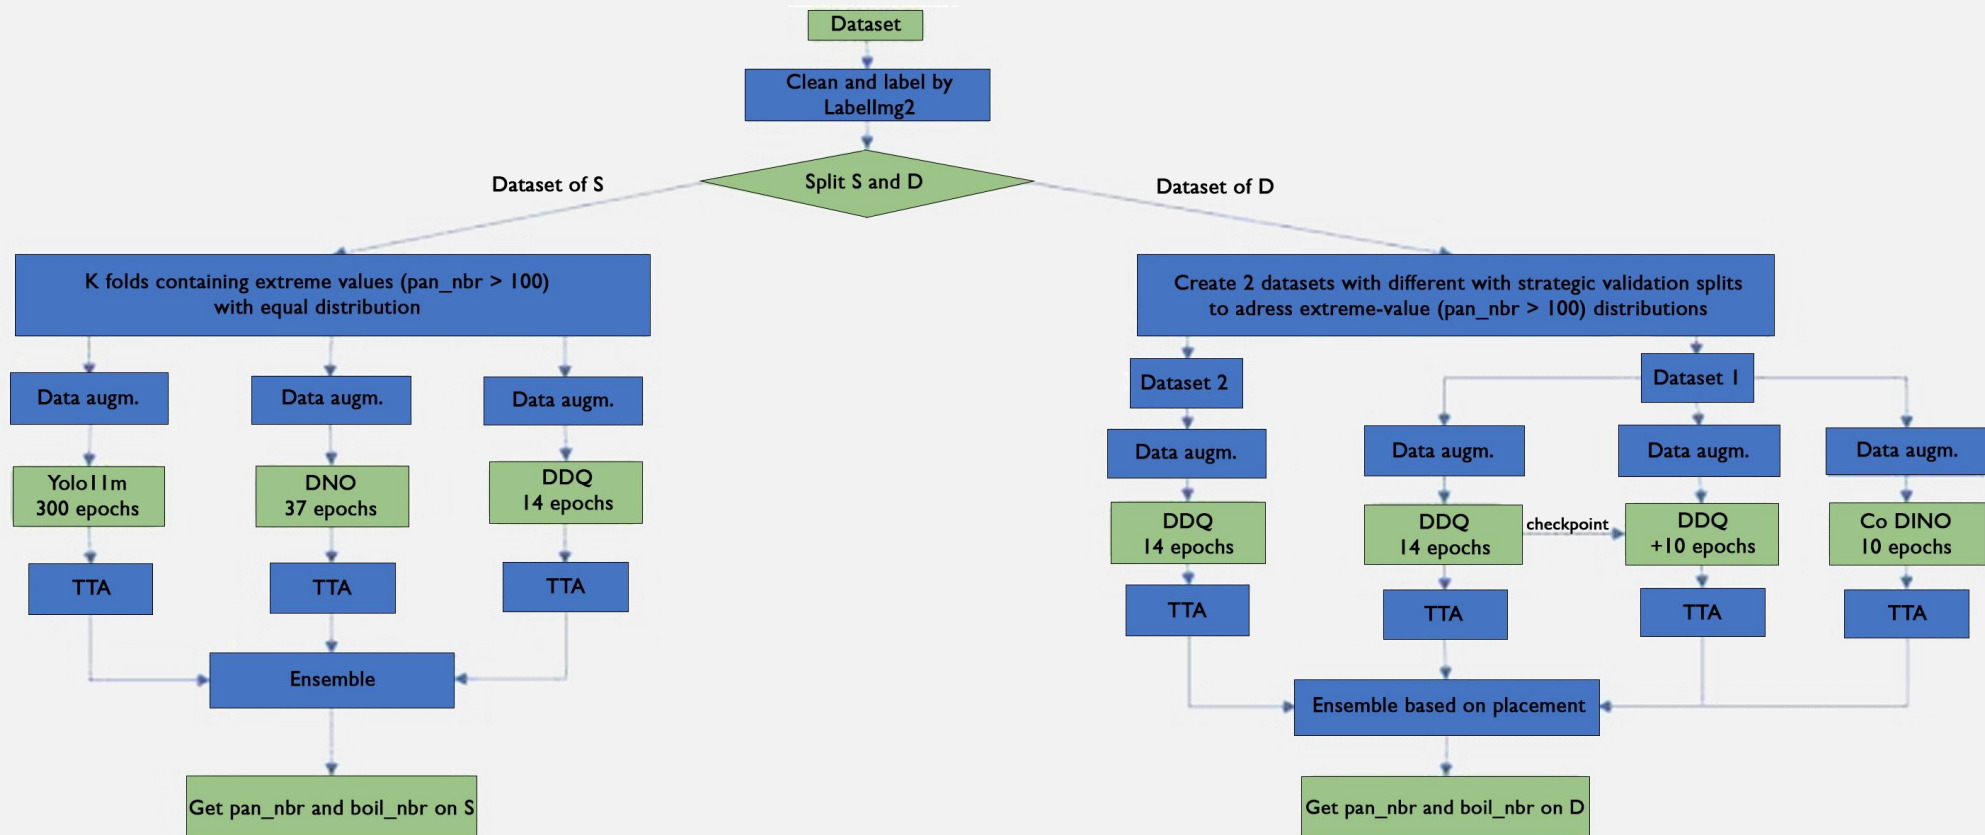 Dataset
Clean and label by
LabelImg2
Split S and D
Dataset of S
Dataset of D
K folds containing extreme values (pan_nbr > 100)
with equal distribution
Create 2 datasets with different with strategic validation splits
to adress extreme-value (pan_nbr > 100) distributions
Data augm.
Data augm.
Data augm.
Yolo11m
300 epochs
DNO
37 epochs
DDQ
14 epochs
TTA
TTA
TTA
Ensemble
Get pan_nbr and boil_nbr on S
Dataset 2
Dataset 1
Data augm.
Data augm.
Data augm.
Data augm.
DDQ
14 epochs
DDQ
14 epochs
checkpoint
DDQ
+10 epochs
Co DINO
10 epochs
TTA
TTA
TTA
TTA
Ensemble based on placement
Get pan_nbr and boil_nbr on D